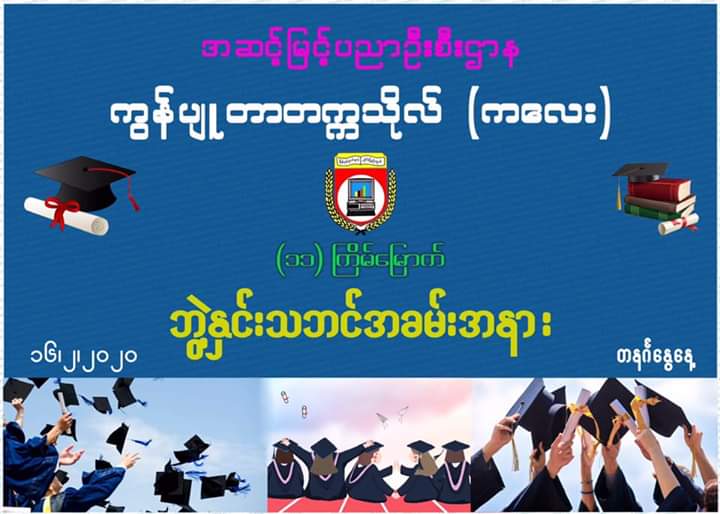 အဆင့်မြင့်ပညာဦးစီးဌာန
ကွန်ပျူတာတက္ကသိုလ် (ကလေး)
(၁၁) ကြိမ်မြောက်
ဘွဲ့နှင်းသဘင်အခမ်းအနား
၁၆၊၂၊၂၀၂၀
တနင်္ဂနွေနေ့